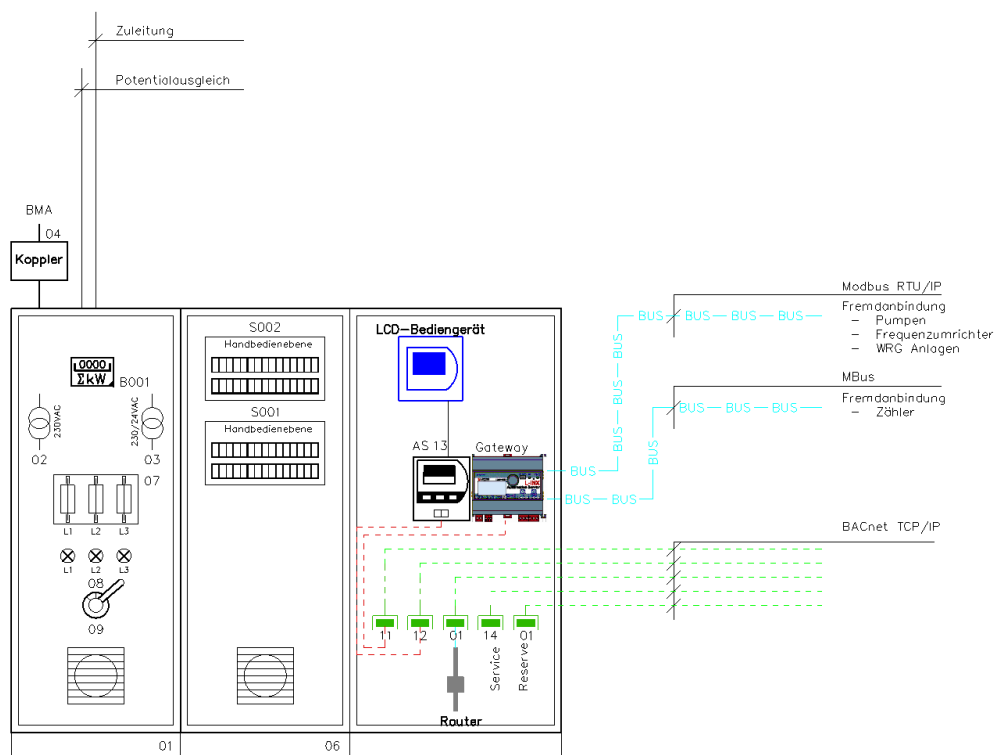 Zuleitung
Potentialausgleich
BMA
04
Koppler
0000
ΣkW
B001
230VAC
230/24VAC
02
03
07
L1 L2 L3
L1 L2 L3
08
09
S002
Handbedienebene
S001
Handbedienebene
LCD-Bediengerät
AS 13
Gateway
BUS
BUS
BUS
BUS
BUS
BUS
BUS
BUS
BUS
BUS
BUS
BUS
BUS
BUS
Modbus RTU/IP
Fremdanbindung
- Pumpen
- Frequenzumrichter
- WRG Anlagen
MBus
Fremdanbindung
- Zähler
BACnet TCP/IP
11 12 01 14 01
Service
Reserve
Router
01
06